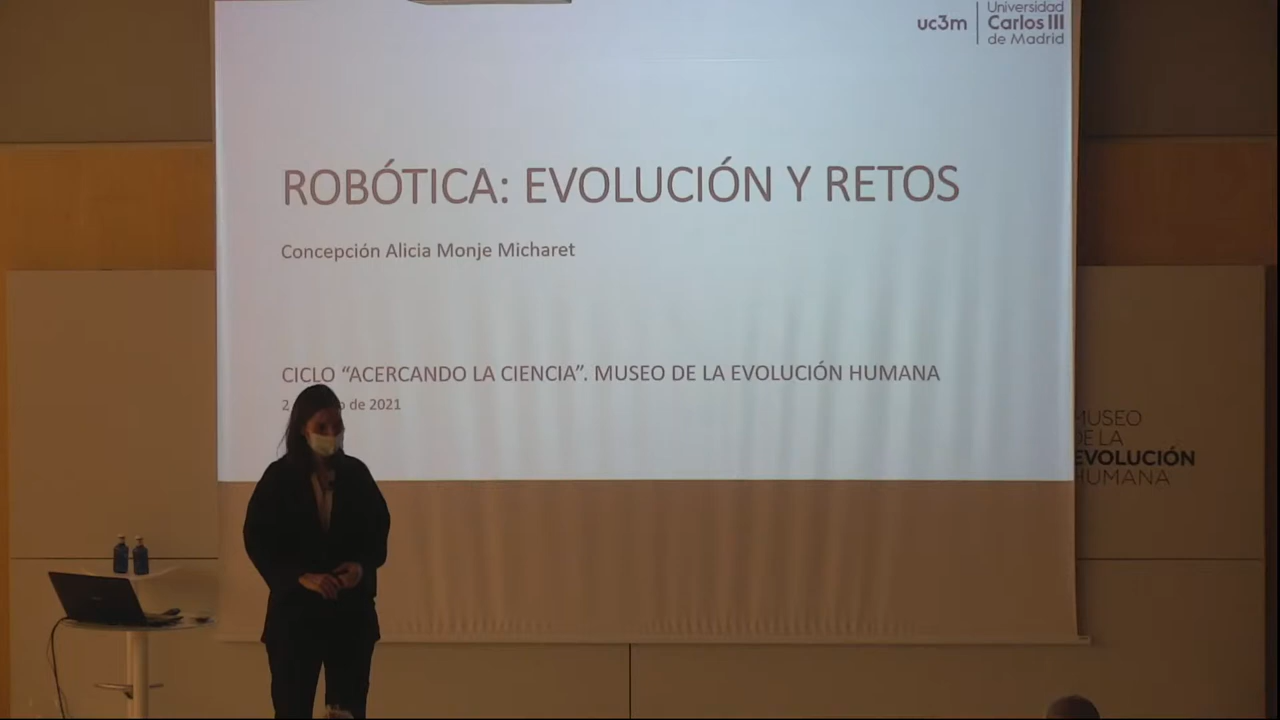 uc3m
Universidad
Carlos III
de Madrid
ROBÓTICA: EVOLUCIÓN Y RETOS
Concepción Alicia Monje Micharet
CICLO “ACERCANDO LA CIENCIA”. MUSEO DE LA EVOLUCIÓN HUMANA
2 de 2021
MUSEO
DE LA
EVOLUCIÓN
HUMANA